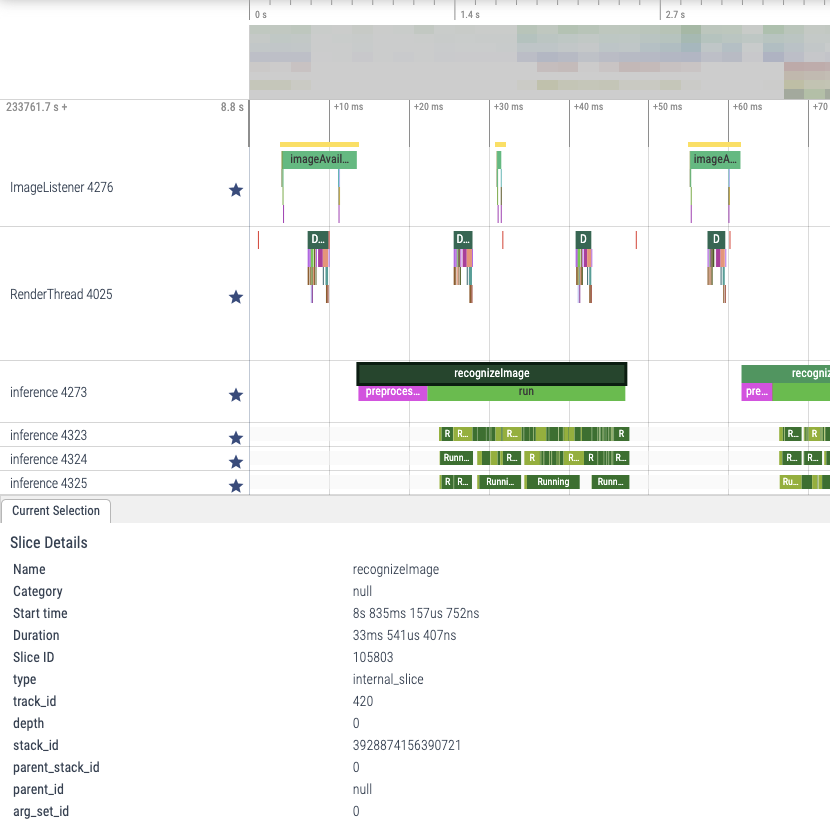 0 s 1.4 s 2.7 s
233761.7 s + 8.8 s +10 ms +20 ms +30 ms +40 ms +50 ms +60 ms +70
imageAvail... imageA...
ImageListener 4276
D... D... D D
RenderThread 4025
recognizeImage recogniz
inference 4273
preproces... run pre...
inference 4323 R R... R... R R... R...
inference 4324 Runn... R... R R... R R... R... R...
inference 4325 R R... Runni... Running Runn... Ru...
Current Selection
Slice Details
Name recognizeImage
Category null
Start time 8s 835ms 157us 752ns
Duration 33ms 541us 407ns
Slice ID 105803
type internal_slice
track_id 420
depth 0
stack_id 3928874156390721
parent_stack_id 0
parent_id null
arg_set_id 0